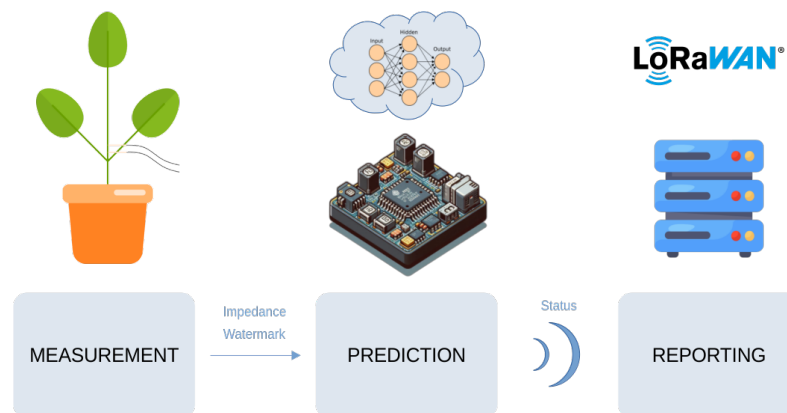 Input
Hidden
Output
LoRaWAN®
Impedance
Watermark
Status
MEASUREMENT
PREDICTION
REPORTING